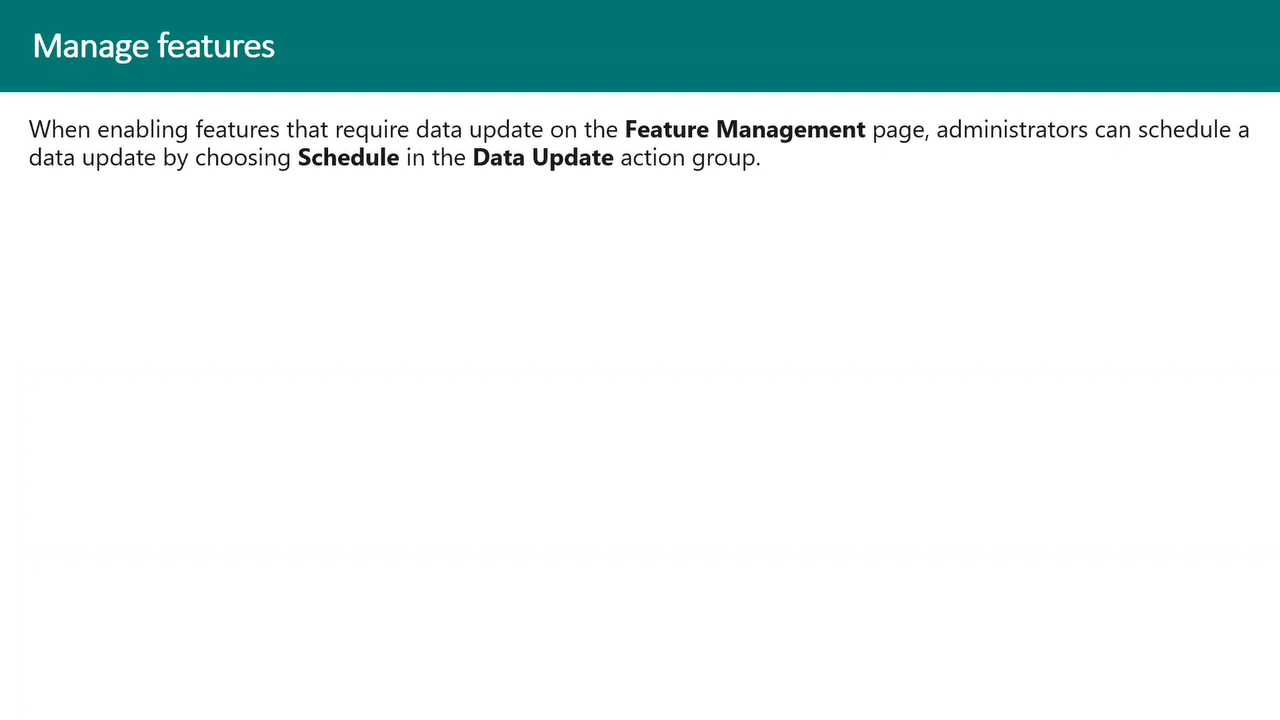 Manage features
When enabling features that require data update on the Feature Management page, administrators can schedule a
data update by choosing Schedule in the Data Update action group.